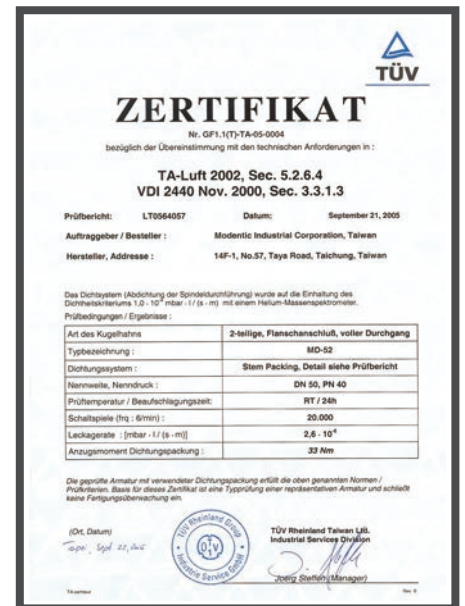 TÜV
ZERTIFIKAT
Nr. GF1.1(T)-TA-05-0004
bezüglich der Übereinstimmung mit den technischen Anforderungen in :
TA-Luft 2002, Sec. 5.2.6.4
VDI 2440 Nov. 2000, Sec. 3.3.1.3
Prüfbericht: LT0564057 Datum: September 21, 2005
Auftraggeber / Besteller : Modentic Industrial Corporation, Taiwan
Hersteller, Addresse : 14F-1, No.57, Taya Road, Taichung, Taiwan
Das Dichtsystem (Abdichtung der Spindeldurchführung) wurde auf die Einhaltung des
Dichtheitskriteriums 1,0 · 10⁻⁴ mbar · l / (s · m) mit einem Helium-Massenspektrometer.
Prüfbedingungen / Ergebnisse :
Art des Kugelhahns 2-teilige, Flanschanschluß, voller Durchgang
Typbezeichnung : MD-52
Dichtungssystem : Stem Packing, Detail siehe Prüfbericht
Nennweite, Nenndruck : DN 50, PN 40
Prüftemperatur / Beaufschlagungszeit: RT / 24h
Schaltspiele (frq : 6/min) : 20.000
Leckagerate : [mbar · l / (s · m)] 2,6 · 10⁻⁶
Anzugsmoment Dichtungspackung : 33 Nm
Die geprüfte Armatur mit verwendeter Dichtungspackung erfüllt die oben genannten Normen /
Prüfkriterien. Basis für dieses Zertifikat ist eine Typprüfung einer repräsentativen Armatur und schließt
keine Fertigungsüberwachung ein.
(Ort, Datum)
Taipei, Sept 22, 2005
TÜV Rheinland Group
TÜV
Industrie Service GmbH
TÜV Rheinland Taiwan Ltd.
Industrial Services Division
Joerg Steffen (Manager)
Rev. 0